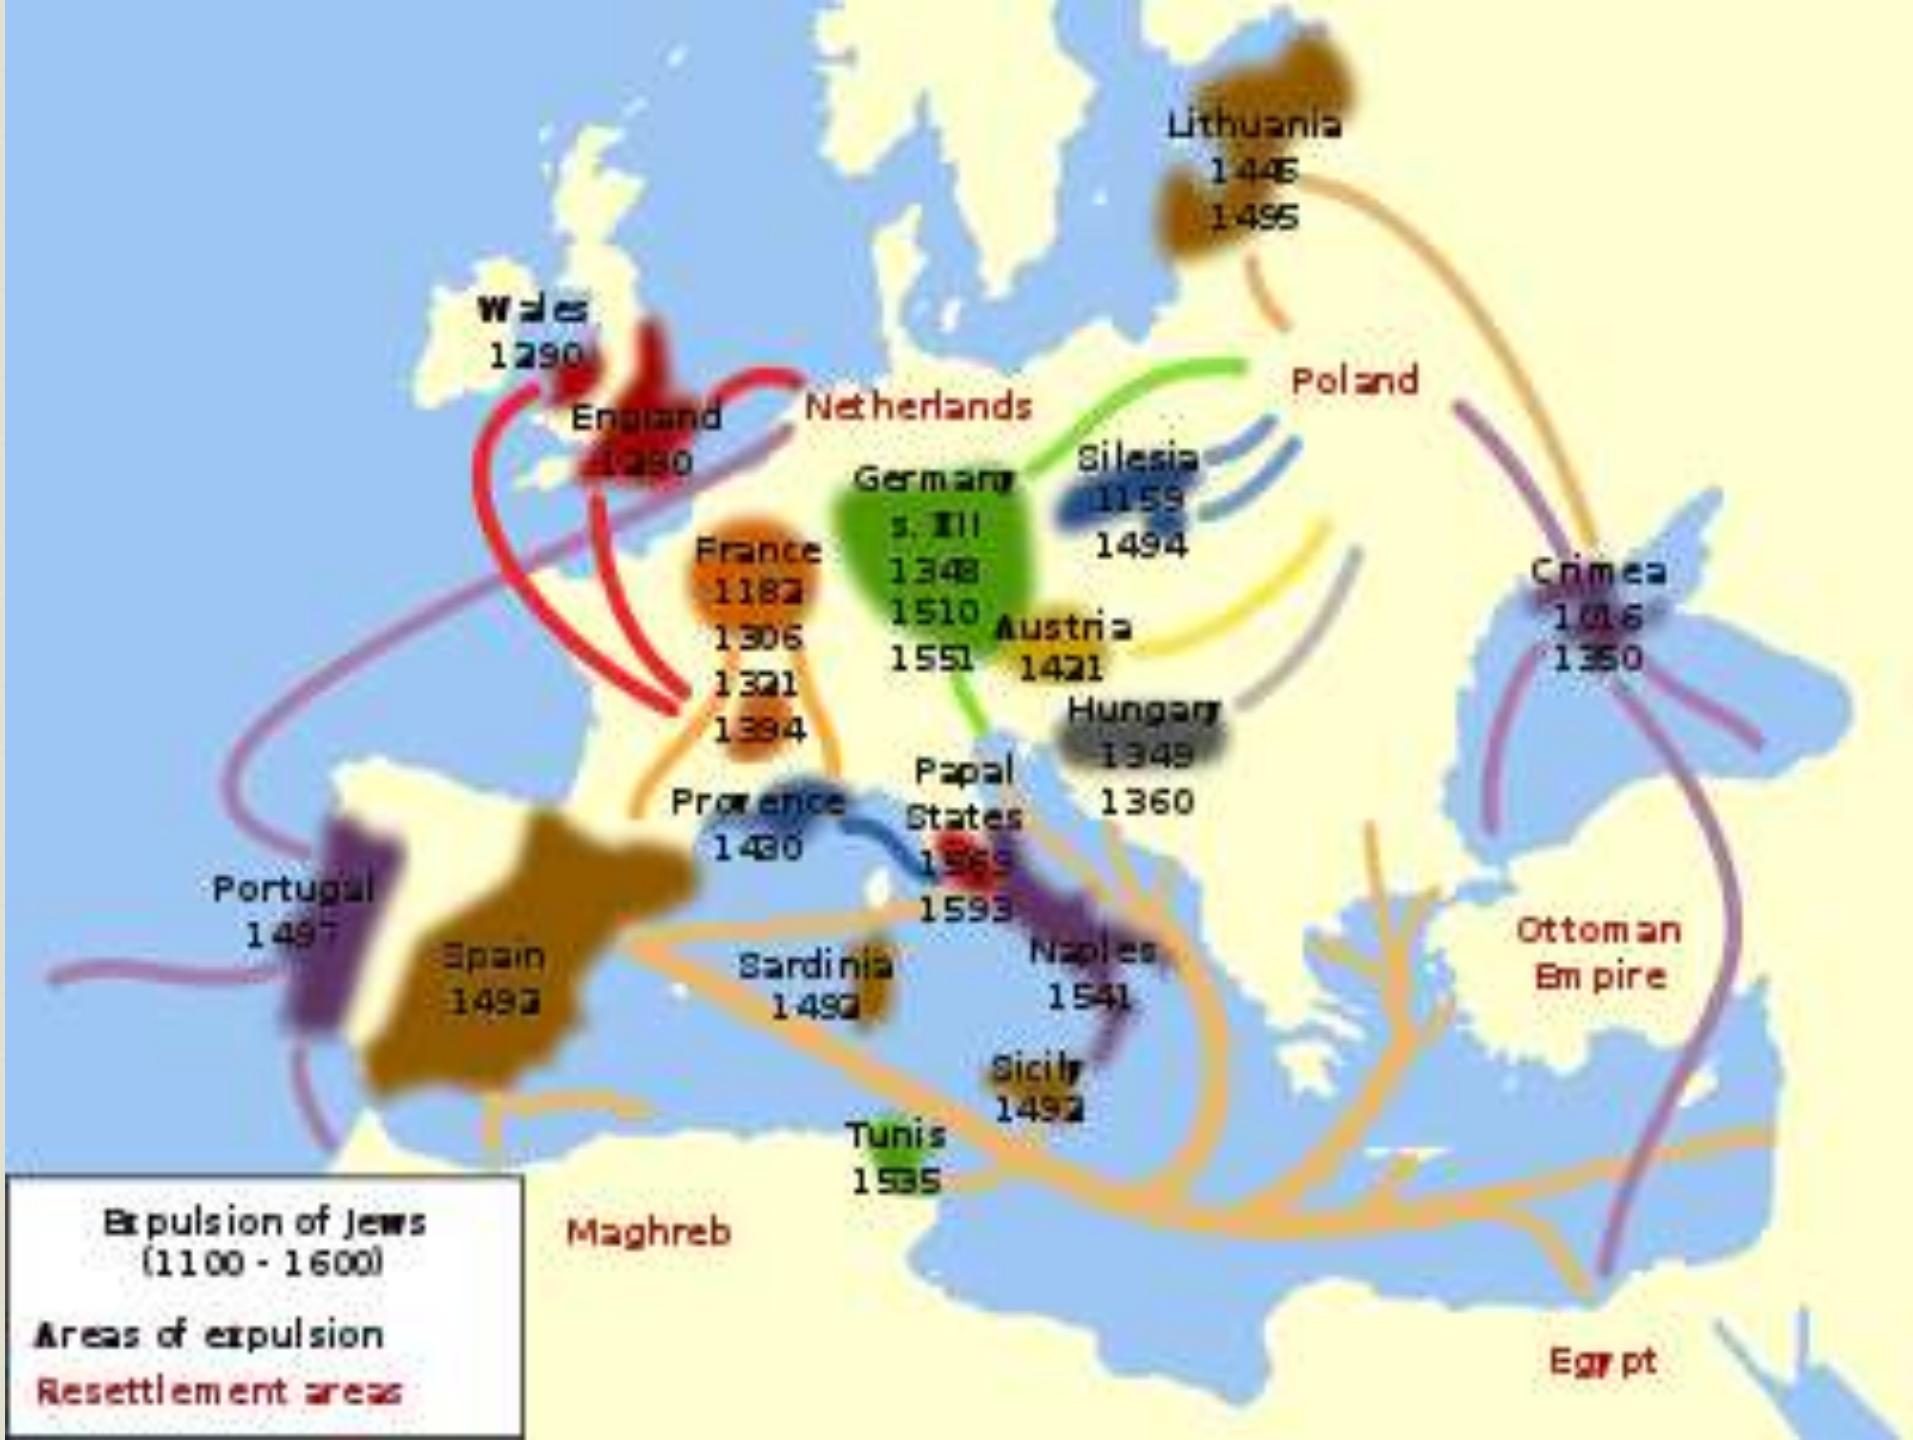 Lithuania
1445
1495
Wales
1290
England
1290
Netherlands
Poland
Germany
s. XII
1348
1510
1551
Silesia
1159
1494
France
1182
1306
1321
1394
Austria
1421
Crimea
1016
1350
Hungary
1349
1360
Papal
States
1569
1593
Provence
1430
Portugal
1497
Spain
1492
Sardinia
1492
Naples
1541
Ottoman
Empire
Sicily
1492
Tunis
1535
Maghreb
Egypt
Expulsion of Jews
(1100 - 1600)
Areas of expulsion
Resettlement areas